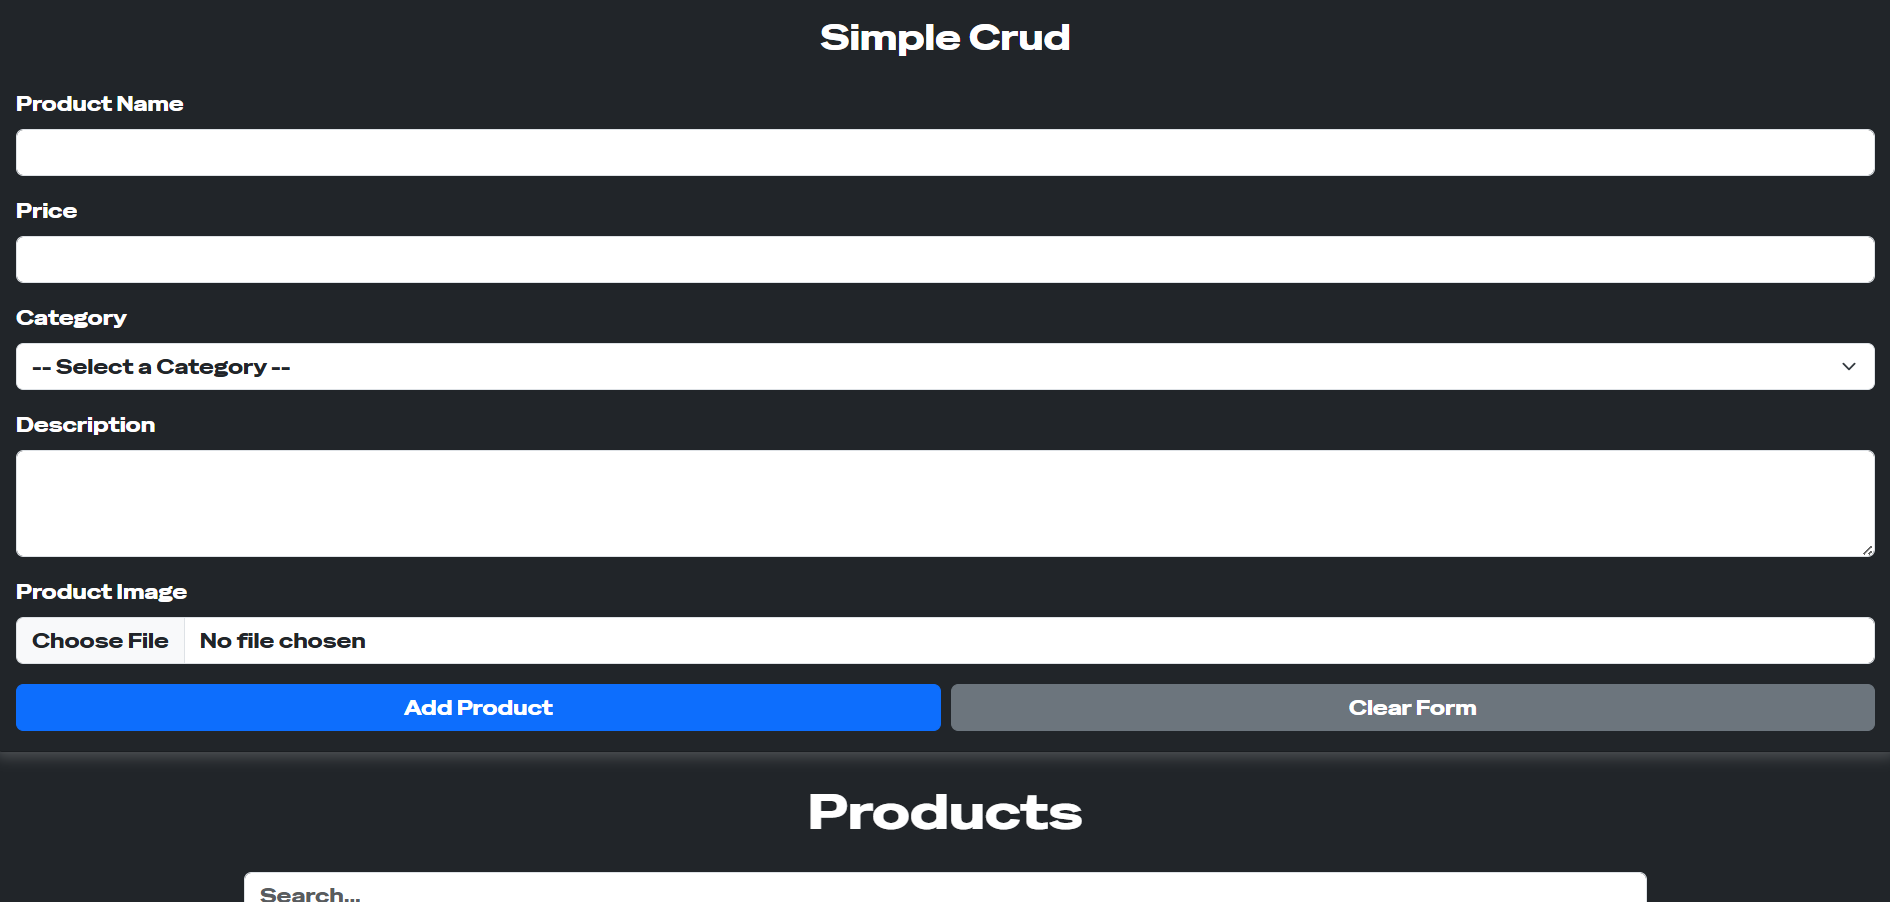 Simple Crud
Product Name
Price
Category
-- Select a Category --
Description
Product Image
Choose File No file chosen
Add Product Clear Form
Products
Search...